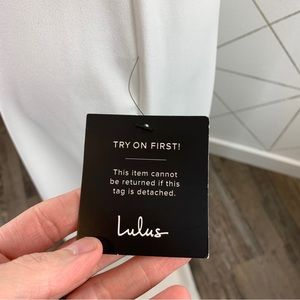 TRY ON FIRST!
This item cannot
be returned if this
tag is detached.
Lulus